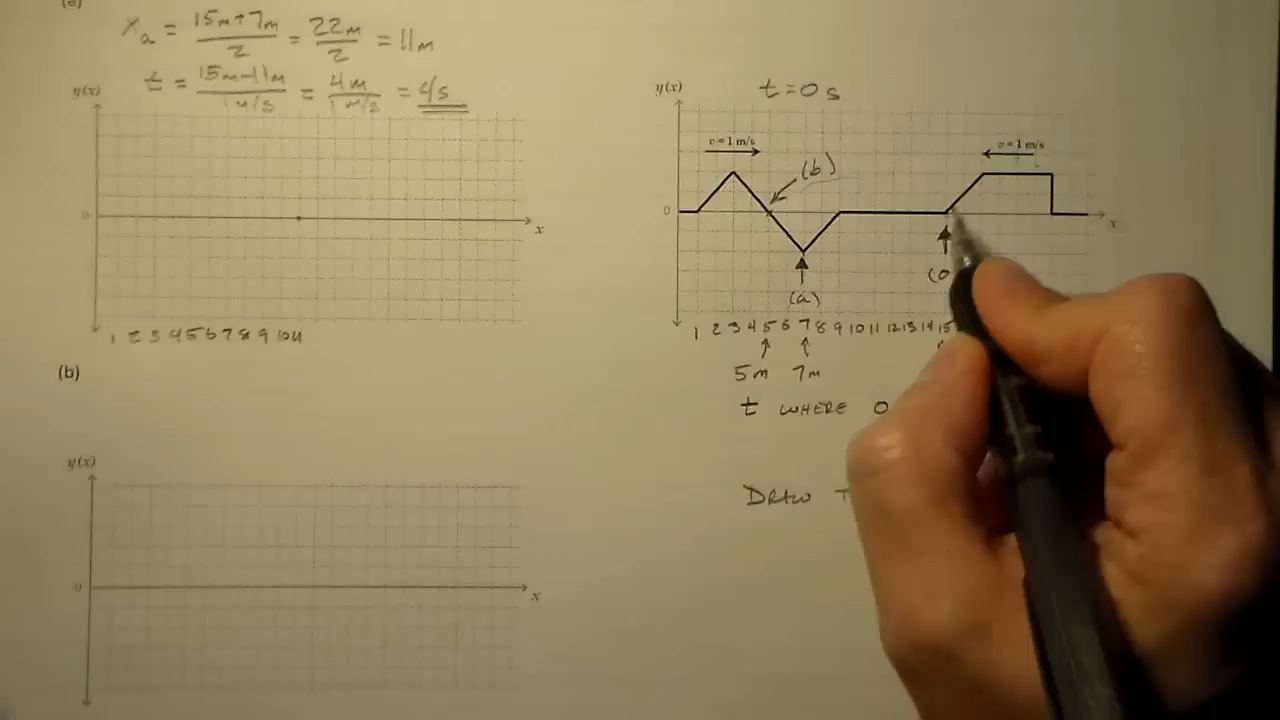 (a)
xₐ = 15m+7m / 2 = 22m / 2 = 11m
t = 15m-11m / 1m/s = 4m / 1m/s = 4s
y(x)
0
x
1 2 3 4 5 6 7 8 9 10 11
(b)
y(x)
0
x
t = 0 s
y(x)
v = 1 m/s
v = 1 m/s
(b)
0
x
(a)
1 2 3 4 5 6 7 8 9 10 11 12 13 14 15
5m 7m
t WHERE
DRAW